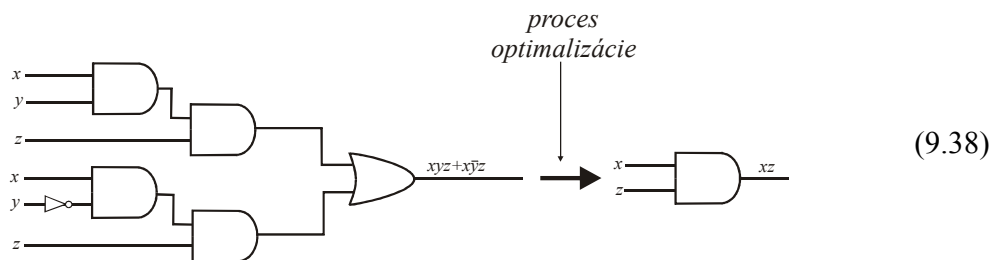 proces
optimalizácie
x
y
z
xyz+xȳz
x
y
z
x
z
xz
(9.38)